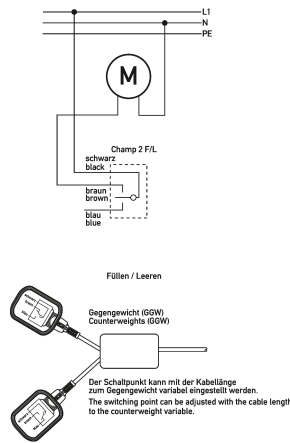 L1
N
PE
M
Champ 2 F/L
schwarz
black
braun
brown
blau
blue
Füllen / Leeren
Gegengewicht (GGW)
Counterweights (GGW)
Der Schaltpunkt kann mit der Kabellänge
zum Gegengewicht variabel eingestellt werden.
The switching point can be adjusted with the cable length
to the counterweight variable.